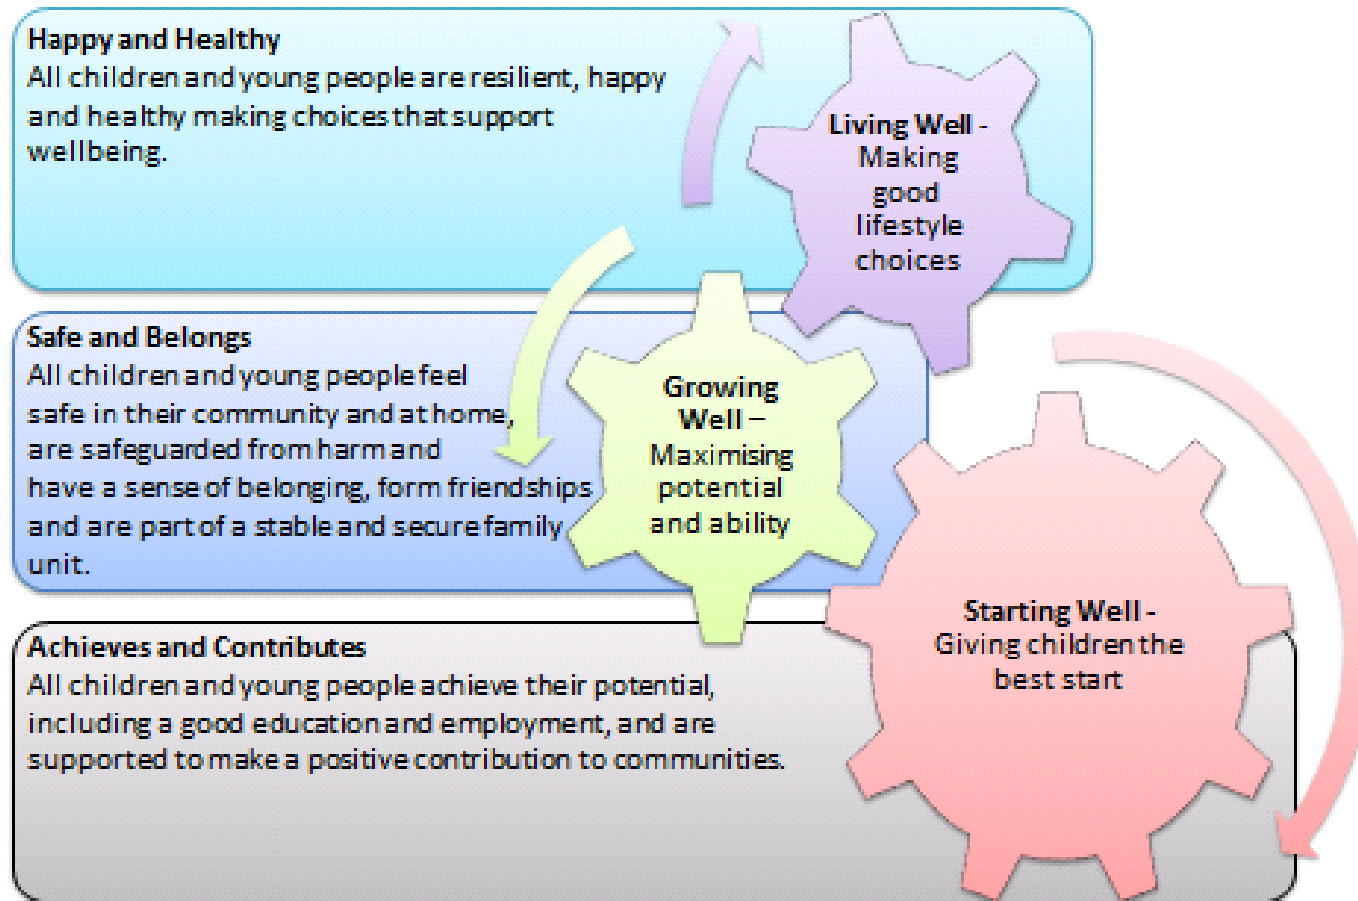 Happy and Healthy
All children and young people are resilient, happy
and healthy making choices that support
wellbeing.
Living Well -
Making
good
lifestyle
choices
Safe and Belongs
All children and young people feel
safe in their community and at home,
are safeguarded from harm and
have a sense of belonging, form friendships
and are part of a stable and secure family
unit.
Growing
Well –
Maximising
potential
and ability
Achieves and Contributes
All children and young people achieve their potential,
including a good education and employment, and are
supported to make a positive contribution to communities.
Starting Well -
Giving children the
best start